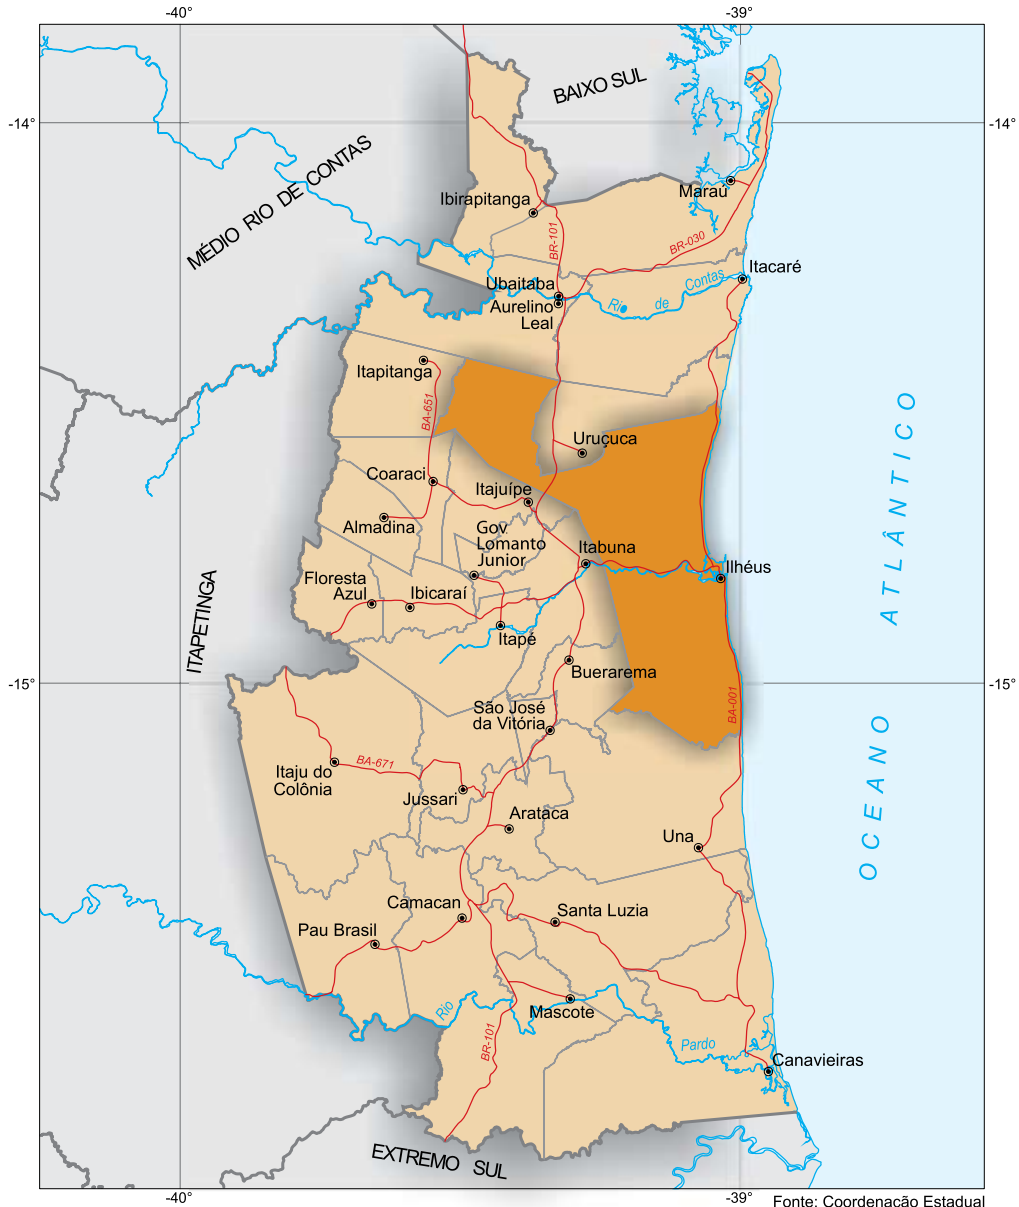 -40°
-39°
BAIXO SUL
-14°
-14°
MÉDIO RIO DE CONTAS
Maraú
Ibirapitanga
BR-101
BR-030
Itacaré
Ubaitaba
Contas
Rio de
Aurelino
Leal
Itapitanga
BA-651
Uruçuca
OCEANO ATLÂNTICO
Coaraci
Itajuípe
Almadina
Gov.
Lomanto
Junior
Itabuna
Ilhéus
Floresta
Azul
Ibicaraí
ITAPETINGA
Itapé
Buerarema
-15°
-15°
BA-001
São José
da Vitória
BA-671
Itaju do
Colônia
Jussari
Arataca
Una
Camacan
Santa Luzia
Pau Brasil
Rio
Mascote
BR-101
Pardo
Canavieiras
EXTREMO SUL
-40°
-39°
Fonte: Coordenação Estadual